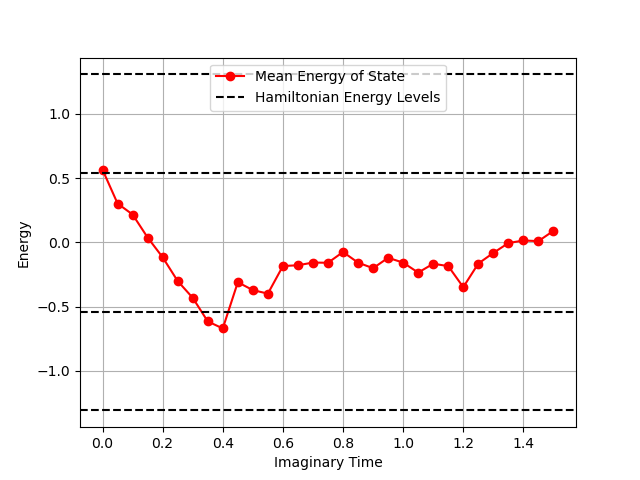 Mean Energy of State
Hamiltonian Energy Levels
1.0
0.5
0.0
−0.5
−1.0
Energy
0.0 0.2 0.4 0.6 0.8 1.0 1.2 1.4
Imaginary Time